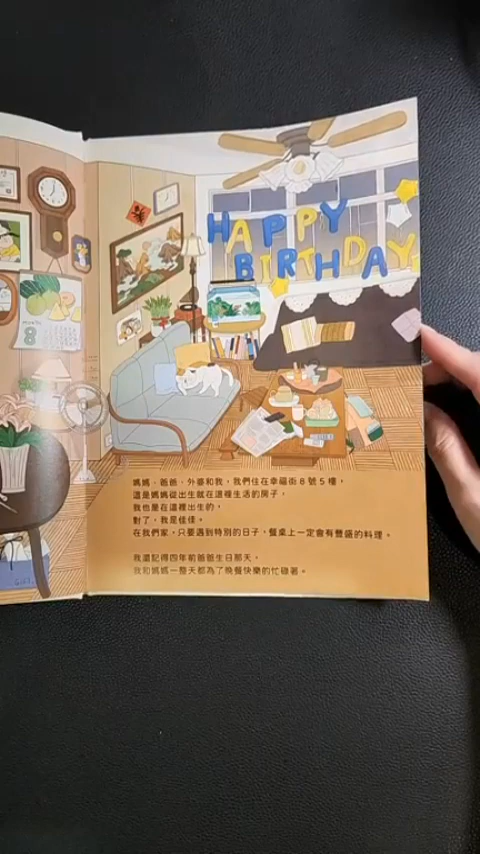 HAPPY
BIRTHDAY
8
媽媽、爸爸、外婆和我，我們住在幸福街8號5樓，
這是媽媽從出生就在這裡生活的房子，
我也是在這裡出生的，
對了，我是佳佳。
在我們家，只要遇到特別的日子，餐桌上一定會有豐盛的料理。
我還記得四年前爸爸生日那天，
我和媽媽一整天都為了晚餐快樂的忙碌著。